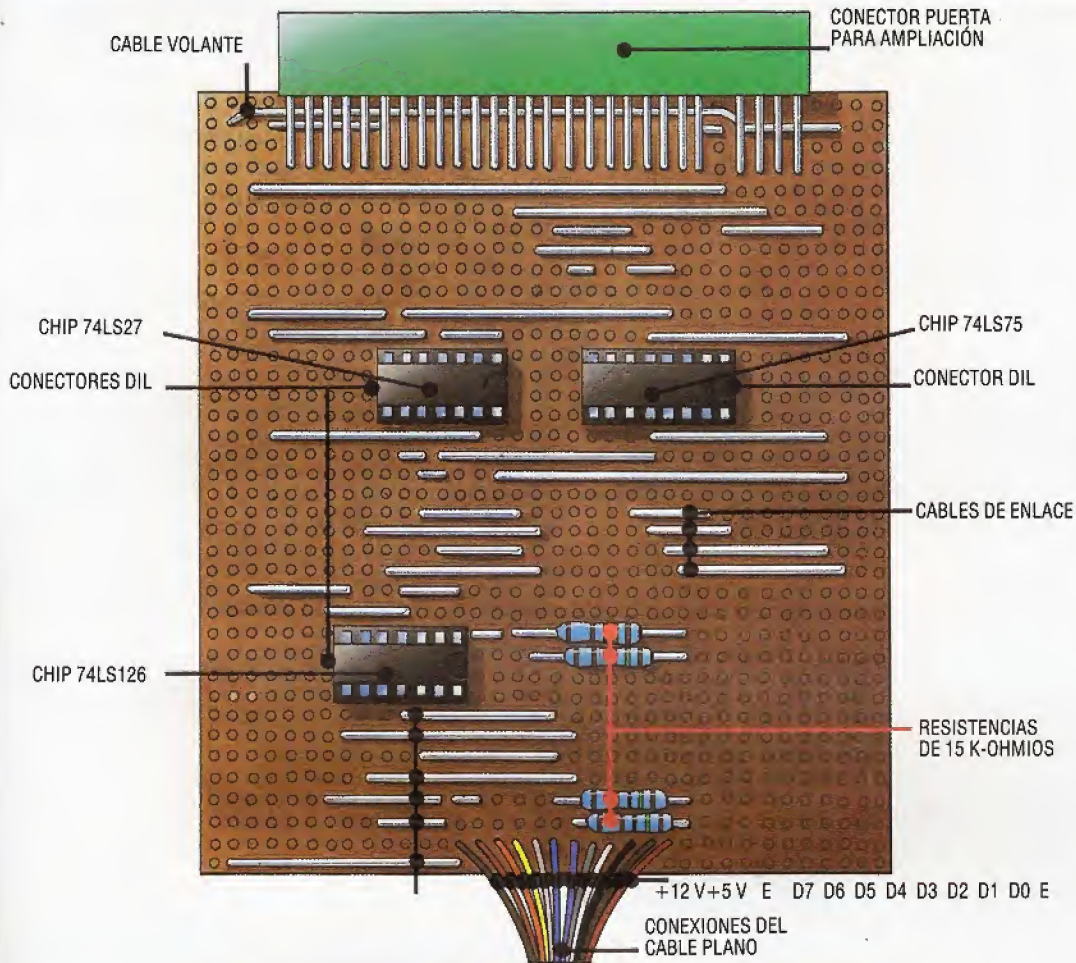 CONECTOR PUERTA
PARA AMPLIACIÓN
CABLE VOLANTE
CHIP 74LS27
CHIP 74LS75
CONECTORES DIL
CONECTOR DIL
CABLES DE ENLACE
CHIP 74LS126
RESISTENCIAS
DE 15 K-OHMIOS
+12 V +5 V E D7 D6 D5 D4 D3 D2 D1 D0 E
CONEXIONES DEL
CABLE PLANO